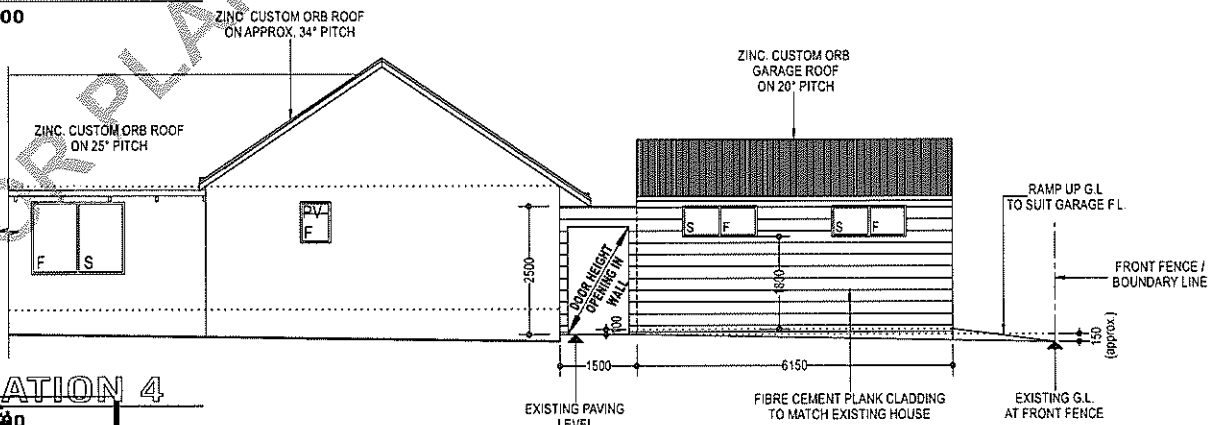 00
ZINC. CUSTOM ORB ROOF
ON APPROX. 34° PITCH
ZINC. CUSTOM ORB ROOF
ON 25° PITCH
OR PLA
ZINC. CUSTOM ORB
GARAGE ROOF
ON 20° PITCH
RAMP UP G.L
TO SUIT GARAGE F L.
FRONT FENCE /
BOUNDARY LINE
F S
PV
F
S F
S F
2500
DOOR HEIGHT
OPENING IN
WALL
100
1800
150
(approx.)
1500
6150
ATION 4
EXISTING PAVING
LEVEL
FIBRE CEMENT PLANK CLADDING
TO MATCH EXISTING HOUSE
EXISTING G.L.
AT FRONT FENCE